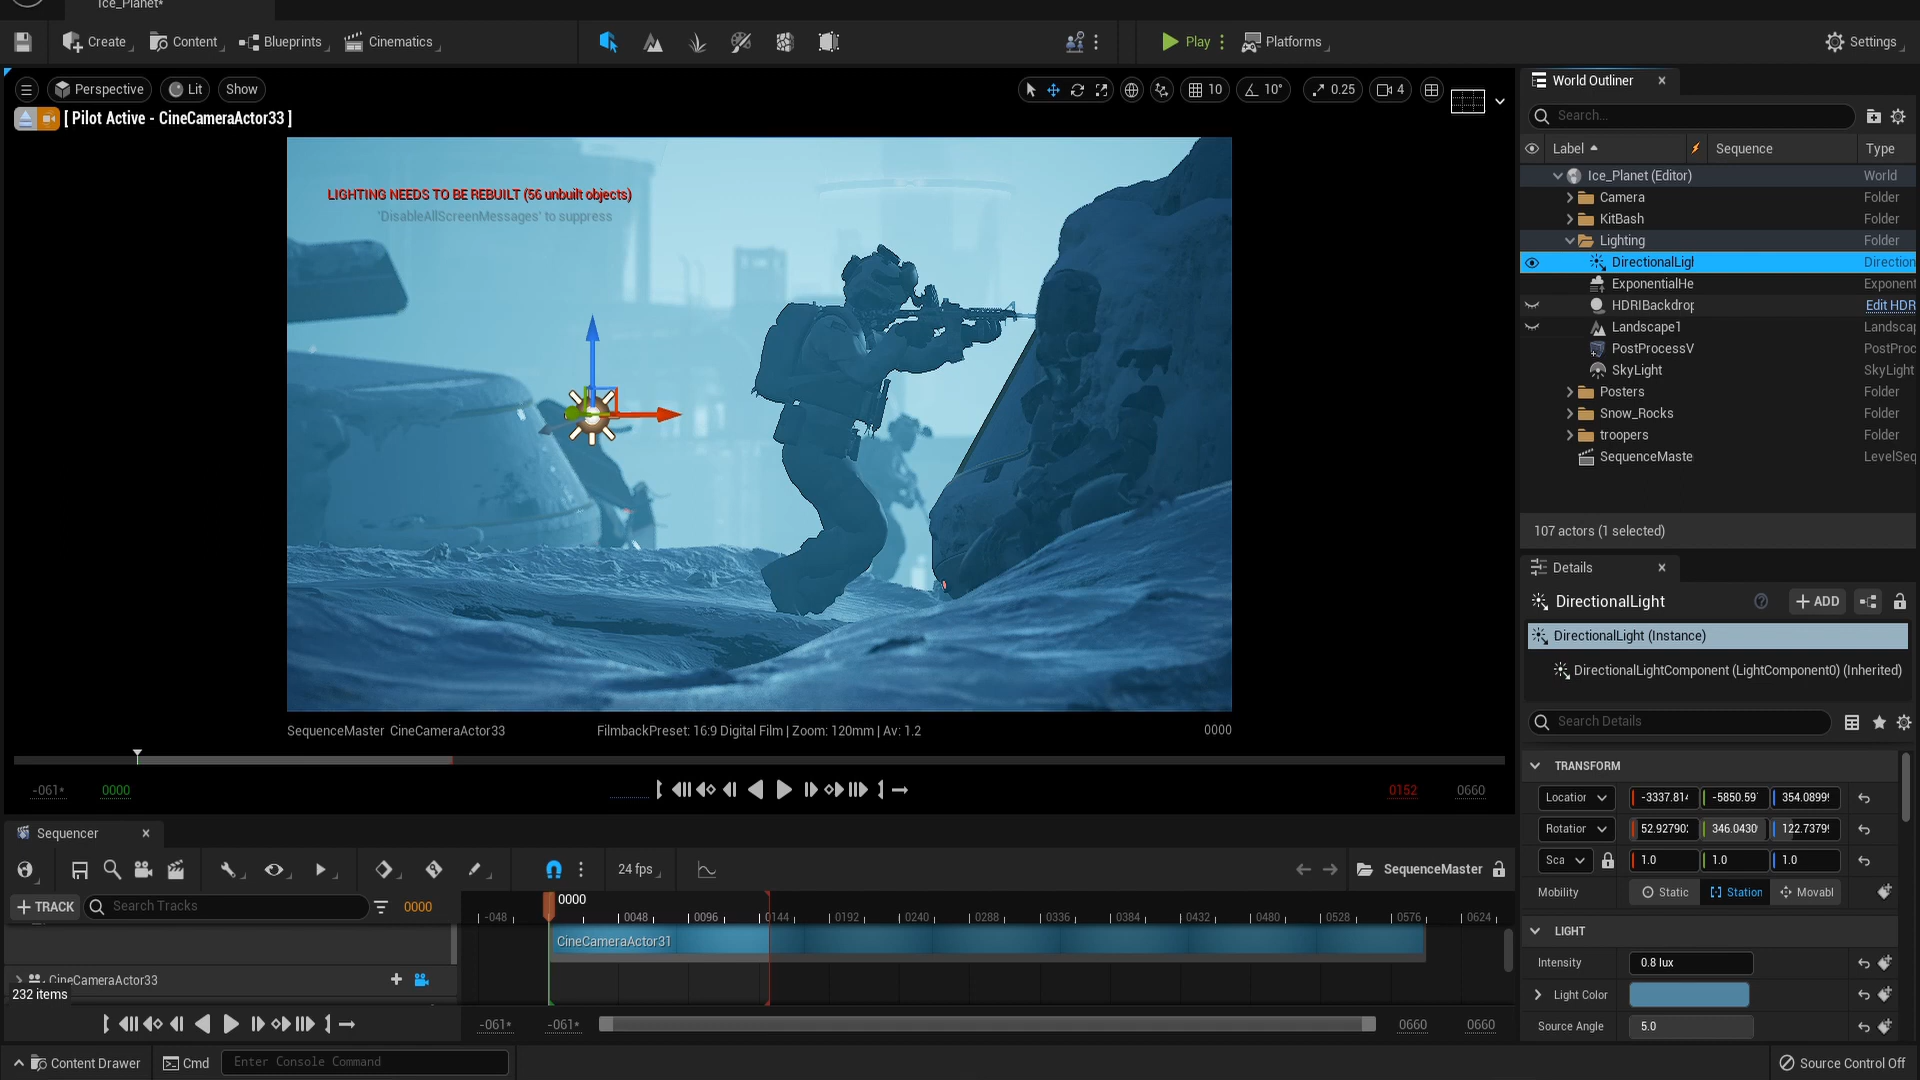 Ice_Planet*
Create
Content
Blueprints
Cinematics
Play
Platforms
Settings
Perspective
Lit
Show
10
10°
0.25
4
[ Pilot Active - CineCameraActor33 ]
LIGHTING NEEDS TO BE REBUILT (56 unbuilt objects)
'DisableAllScreenMessages' to suppress
SequenceMaster CineCameraActor33
FilmbackPreset: 16:9 Digital Film | Zoom: 120mm | Av: 1.2
0000
-061*
0000
0152
0660
World Outliner
Search...
Label
Sequence
Type
Ice_Planet (Editor)
World
Camera
Folder
KitBash
Folder
Lighting
Folder
DirectionalLigl
Direction
ExponentialHe
Exponent
HDRIBackdrop
Edit HDR
Landscape1
Landscap
PostProcessV
PostProc
SkyLight
SkyLight
Posters
Folder
Snow_Rocks
Folder
troopers
Folder
SequenceMaste
LevelSeq
107 actors (1 selected)
Details
DirectionalLight
ADD
DirectionalLight (Instance)
DirectionalLightComponent (LightComponent0) (Inherited)
Search Details
TRANSFORM
Location
-3337.814
-5850.59
354.0899
Rotation
52.92790
346.0430
122.7379
Sca
1.0
1.0
1.0
Mobility
Static
Station
Movabl
LIGHT
Intensity
0.8 lux
Light Color
Source Angle
5.0
Sequencer
24 fps
SequenceMaster
TRACK
Search Tracks
0000
0000
-048
0048
0096
0144
0192
0240
0288
0336
0384
0432
0480
0528
0576
0624
CineCameraActor31
CineCameraActor33
232 items
-061*
-061*
0660
0660
Content Drawer
Cmd
Enter Console Command
Source Control Off